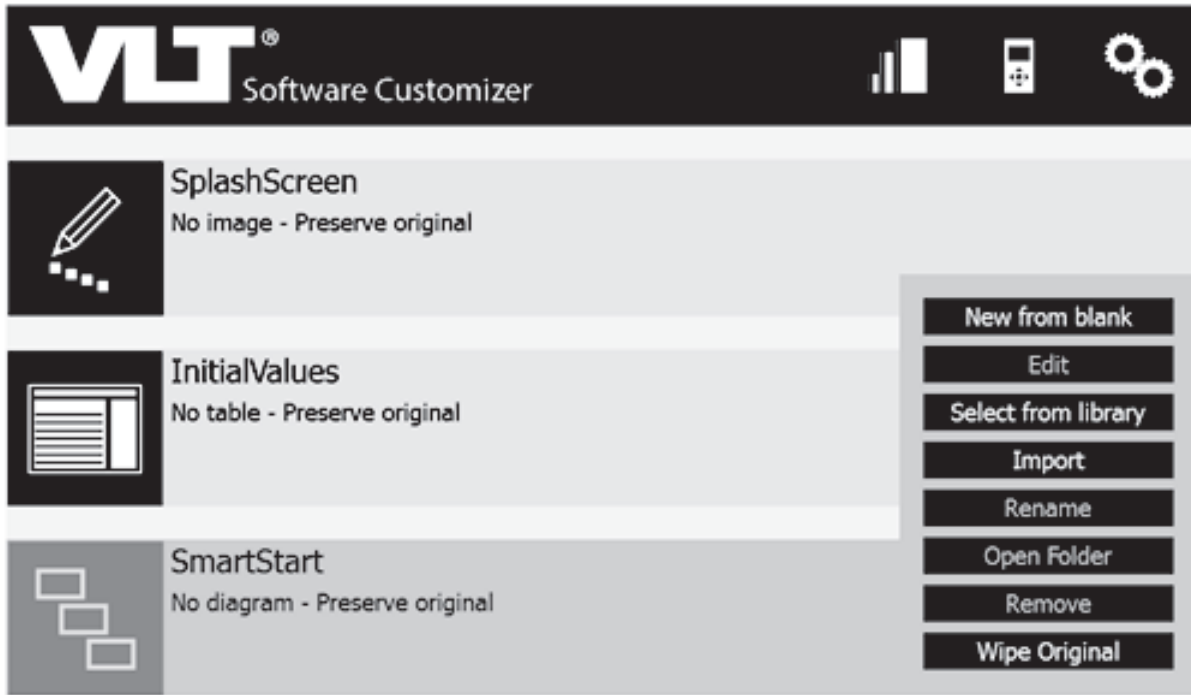 VLT®
Software Customizer
SplashScreen
No image - Preserve original
InitialValues
No table - Preserve original
SmartStart
No diagram - Preserve original
New from blank
Edit
Select from library
Import
Rename
Open Folder
Remove
Wipe Original